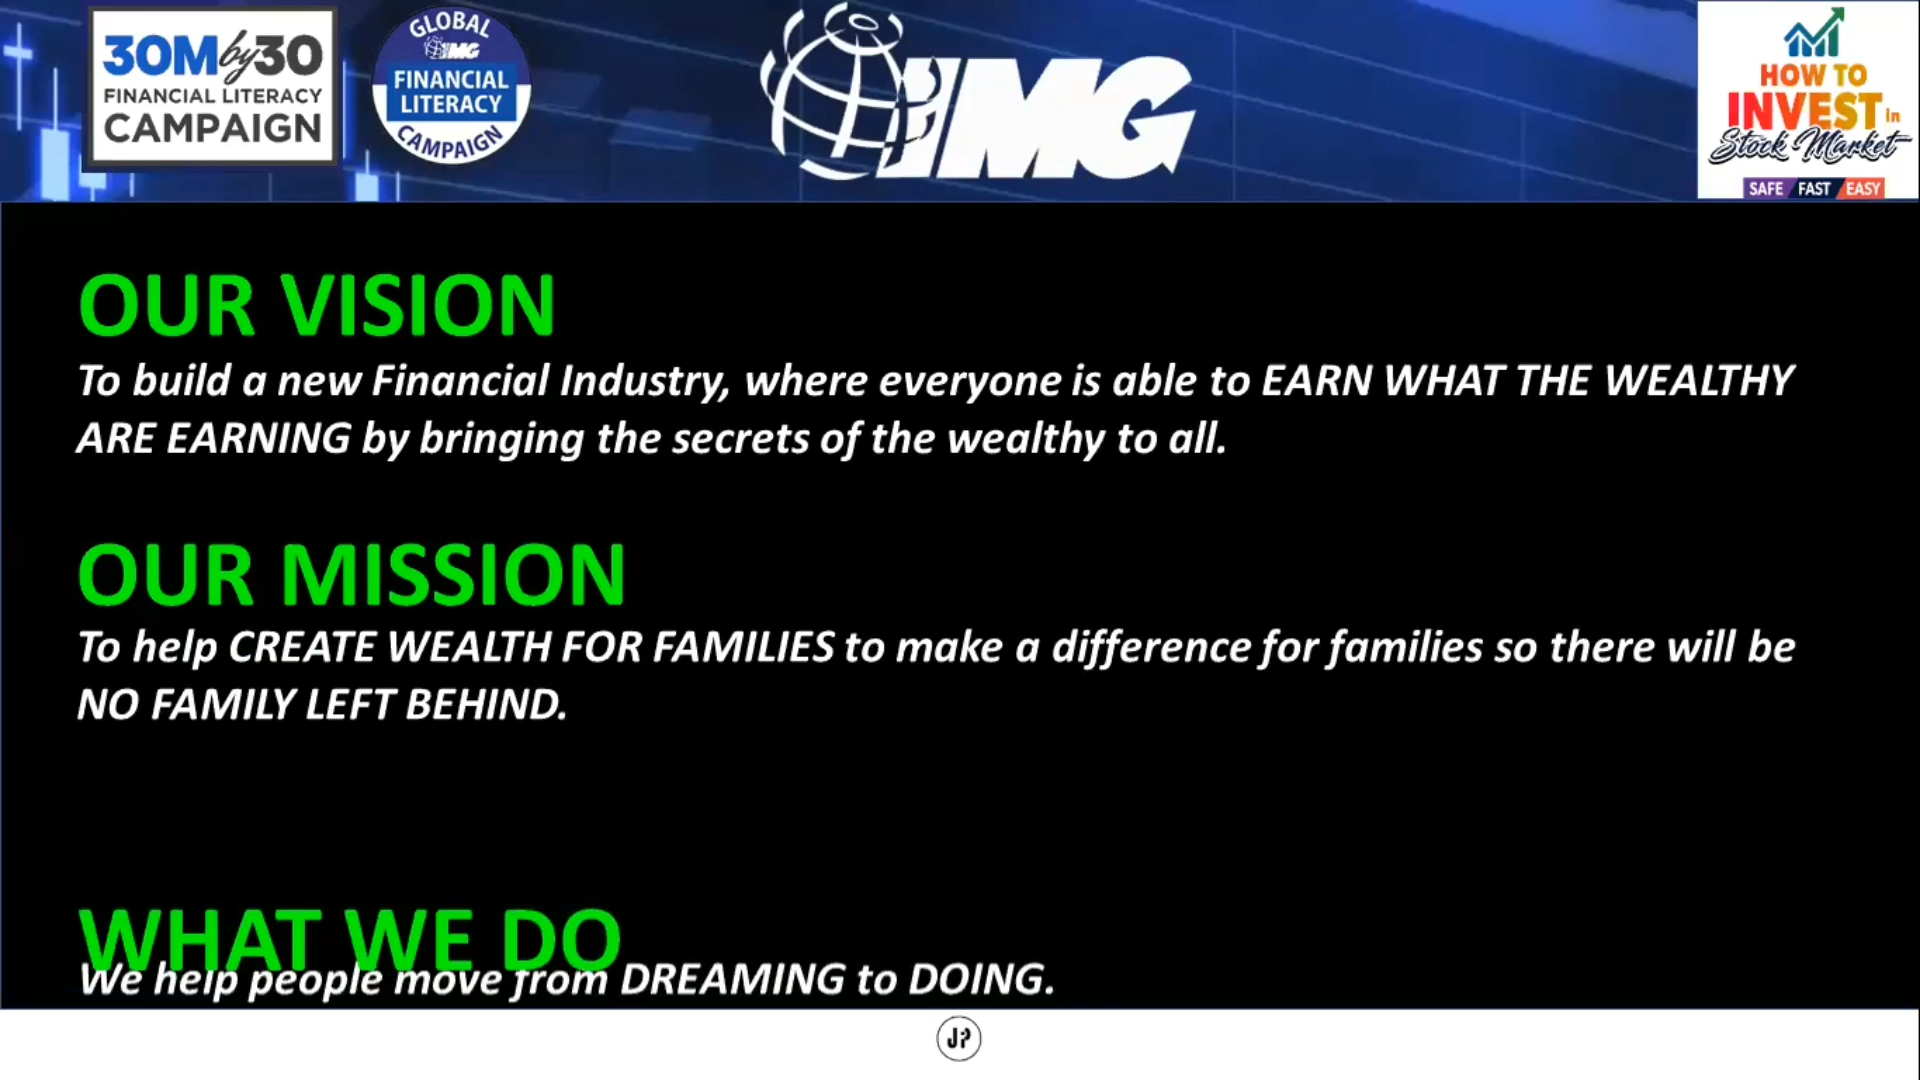 30M by 30
FINANCIAL LITERACY
CAMPAIGN
GLOBAL
IMG
FINANCIAL
LITERACY
CAMPAIGN
IMG
HOW TO
INVEST in
Stock Market
SAFE FAST EASY
OUR VISION
To build a new Financial Industry, where everyone is able to EARN WHAT THE WEALTHY
ARE EARNING by bringing the secrets of the wealthy to all.
OUR MISSION
To help CREATE WEALTH FOR FAMILIES to make a difference for families so there will be
NO FAMILY LEFT BEHIND.
WHAT WE DO
We help people move from DREAMING to DOING.
JP